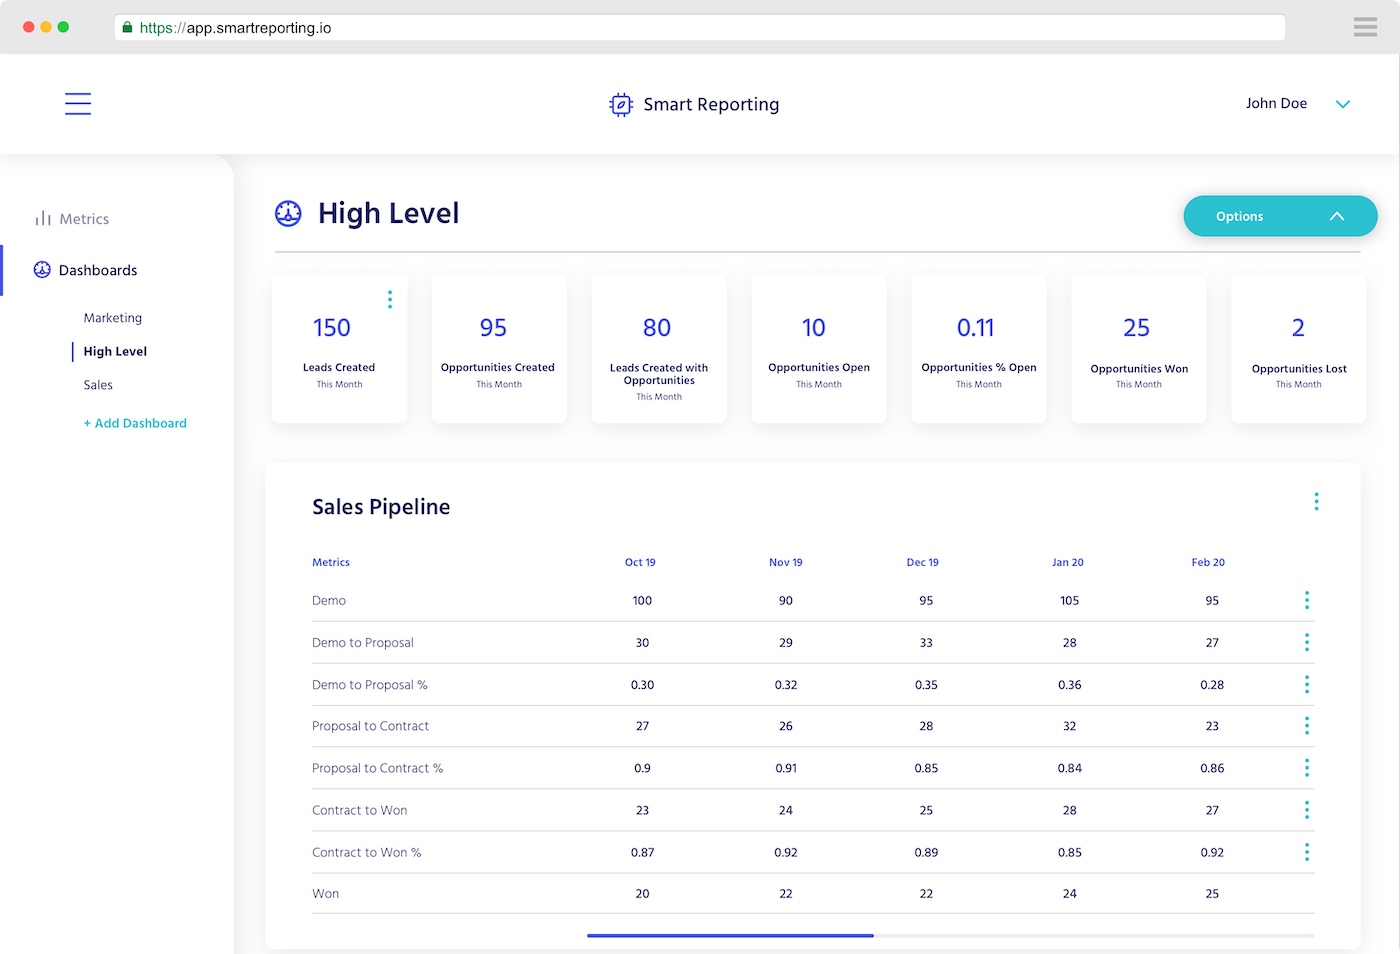 https://app.smartreporting.io
Smart Reporting
John Doe
Metrics
Dashboards
Marketing
High Level
Sales
+ Add Dashboard
High Level
Options
150
Leads Created
This Month
95
Opportunities Created
This Month
80
Leads Created with
Opportunities
This Month
10
Opportunities Open
This Month
0.11
Opportunities % Open
This Month
25
Opportunities Won
This Month
2
Opportunities Lost
This Month
Sales Pipeline
Metrics Oct 19 Nov 19 Dec 19 Jan 20 Feb 20
Demo 100 90 95 105 95
Demo to Proposal 30 29 33 28 27
Demo to Proposal % 0.30 0.32 0.35 0.36 0.28
Proposal to Contract 27 26 28 32 23
Proposal to Contract % 0.9 0.91 0.85 0.84 0.86
Contract to Won 23 24 25 28 27
Contract to Won % 0.87 0.92 0.89 0.85 0.92
Won 20 22 22 24 25